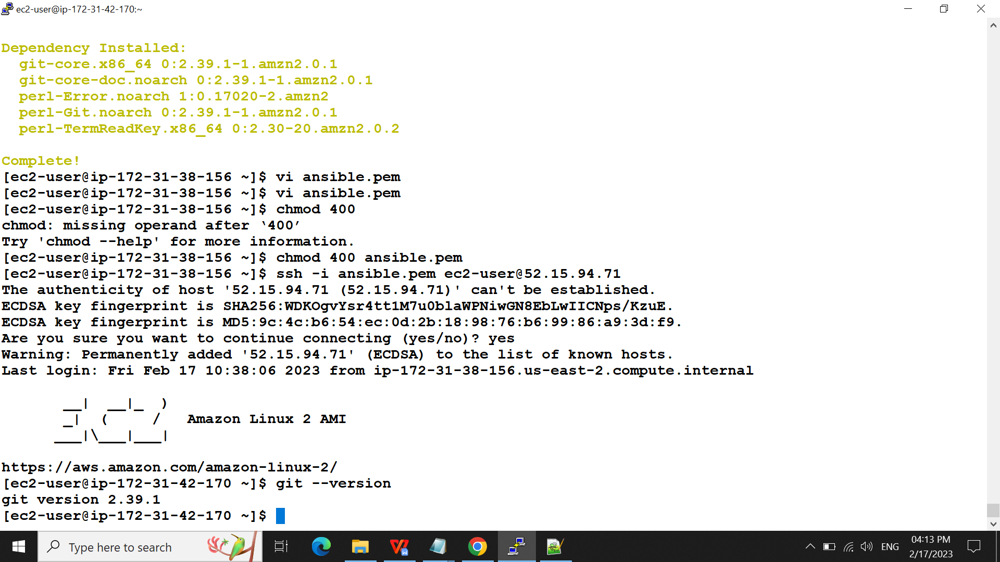 ec2-user@ip-172-31-42-170:~
Dependency Installed:
  git-core.x86_64 0:2.39.1-1.amzn2.0.1
  git-core-doc.noarch 0:2.39.1-1.amzn2.0.1
  perl-Error.noarch 1:0.17020-2.amzn2
  perl-Git.noarch 0:2.39.1-1.amzn2.0.1
  perl-TermReadKey.x86_64 0:2.30-20.amzn2.0.2
Complete!
[ec2-user@ip-172-31-38-156 ~]$ vi ansible.pem
[ec2-user@ip-172-31-38-156 ~]$ vi ansible.pem
[ec2-user@ip-172-31-38-156 ~]$ chmod 400
chmod: missing operand after ‘400’
Try 'chmod --help' for more information.
[ec2-user@ip-172-31-38-156 ~]$ chmod 400 ansible.pem
[ec2-user@ip-172-31-38-156 ~]$ ssh -i ansible.pem ec2-user@52.15.94.71
The authenticity of host '52.15.94.71 (52.15.94.71)' can't be established.
ECDSA key fingerprint is SHA256:WDKOgvYsr4tt1M7u0blaWPNiwGN8EbLwIICNps/KzuE.
ECDSA key fingerprint is MD5:9c:4c:b6:54:ec:0d:2b:18:98:76:b6:99:86:a9:3d:f9.
Are you sure you want to continue connecting (yes/no)? yes
Warning: Permanently added '52.15.94.71' (ECDSA) to the list of known hosts.
Last login: Fri Feb 17 10:38:06 2023 from ip-172-31-38-156.us-east-2.compute.internal
       __|  __|_  )
       _|  (     /   Amazon Linux 2 AMI
      ___|\___|___|
https://aws.amazon.com/amazon-linux-2/
[ec2-user@ip-172-31-42-170 ~]$ git --version
git version 2.39.1
[ec2-user@ip-172-31-42-170 ~]$
Type here to search
ENG
04:13 PM
2/17/2023